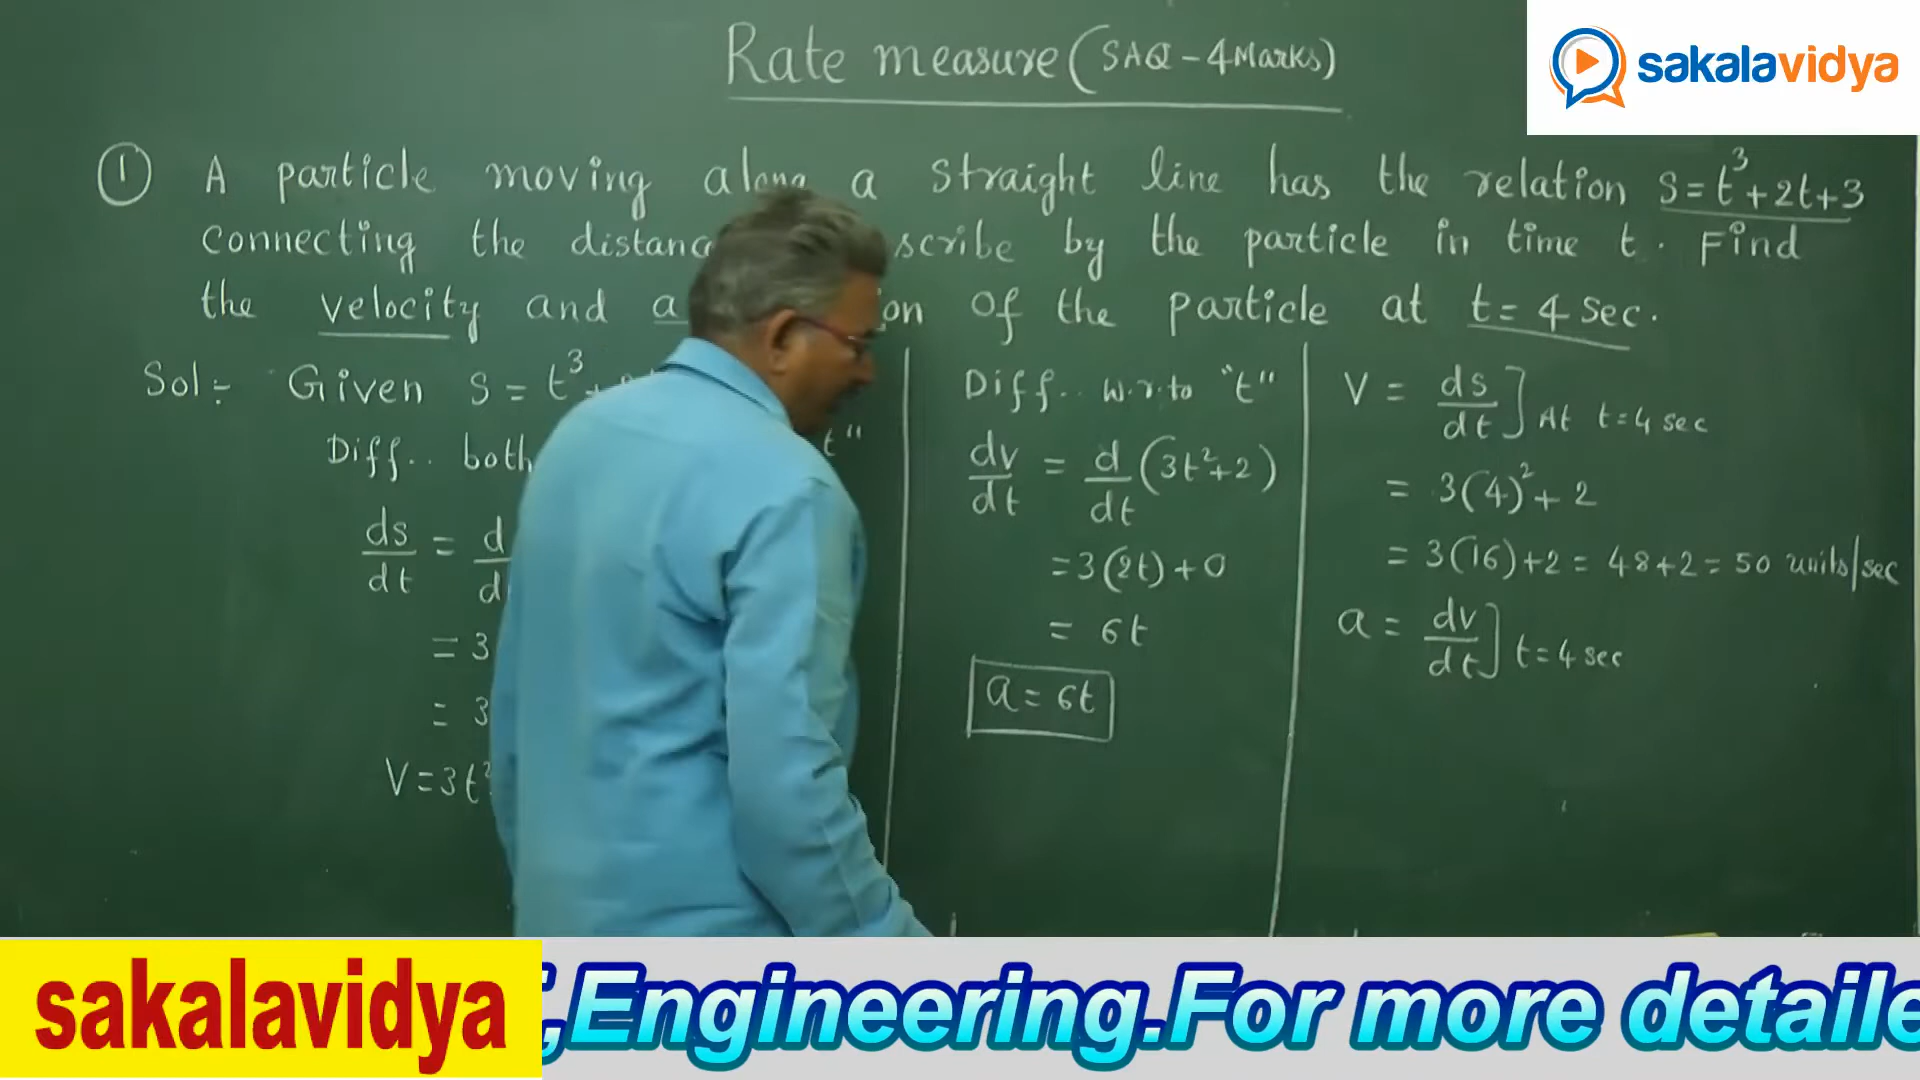 Rate measure (SAQ - 4 Marks)
sakalavidya
① A particle moving along a straight line has the relation S = t³+2t+3
connecting the distanc scribe by the particle in time t. Find
the velocity and a on of the particle at t = 4 sec.
Sol:- Given S = t³
Diff.. both t"
ds/dt = d
= 3
= 3
V = 3t²
Diff.. w.r.to "t"
dv/dt = d/dt (3t²+2)
= 3(2t) + 0
= 6t
a = 6t
V = ds/dt] At t = 4 sec
= 3(4)² + 2
= 3(16)+2 = 48+2 = 50 units/sec
a = dv/dt] t = 4 sec
sakalavidya
,Engineering.For more detaile